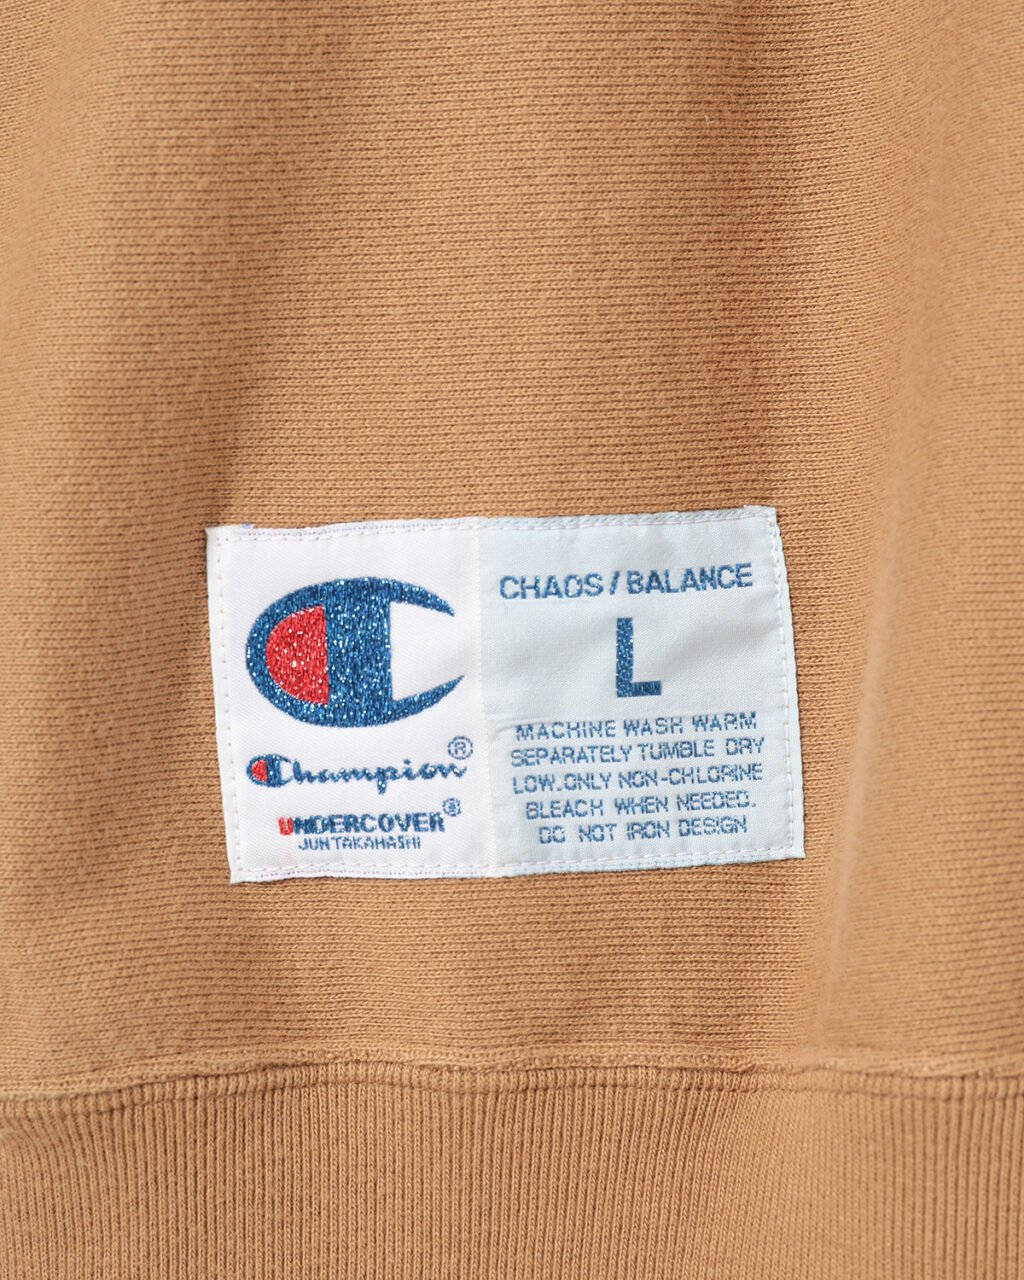 Champion®
UNDERCOVER®
JUNTAKAHASHI
CHAOS/BALANCE
L
MACHINE WASH WARM
SEPARATELY TUMBLE DRY
LOW.ONLY NON-CHLORINE
BLEACH WHEN NEEDED.
DO NOT IRON DESIGN